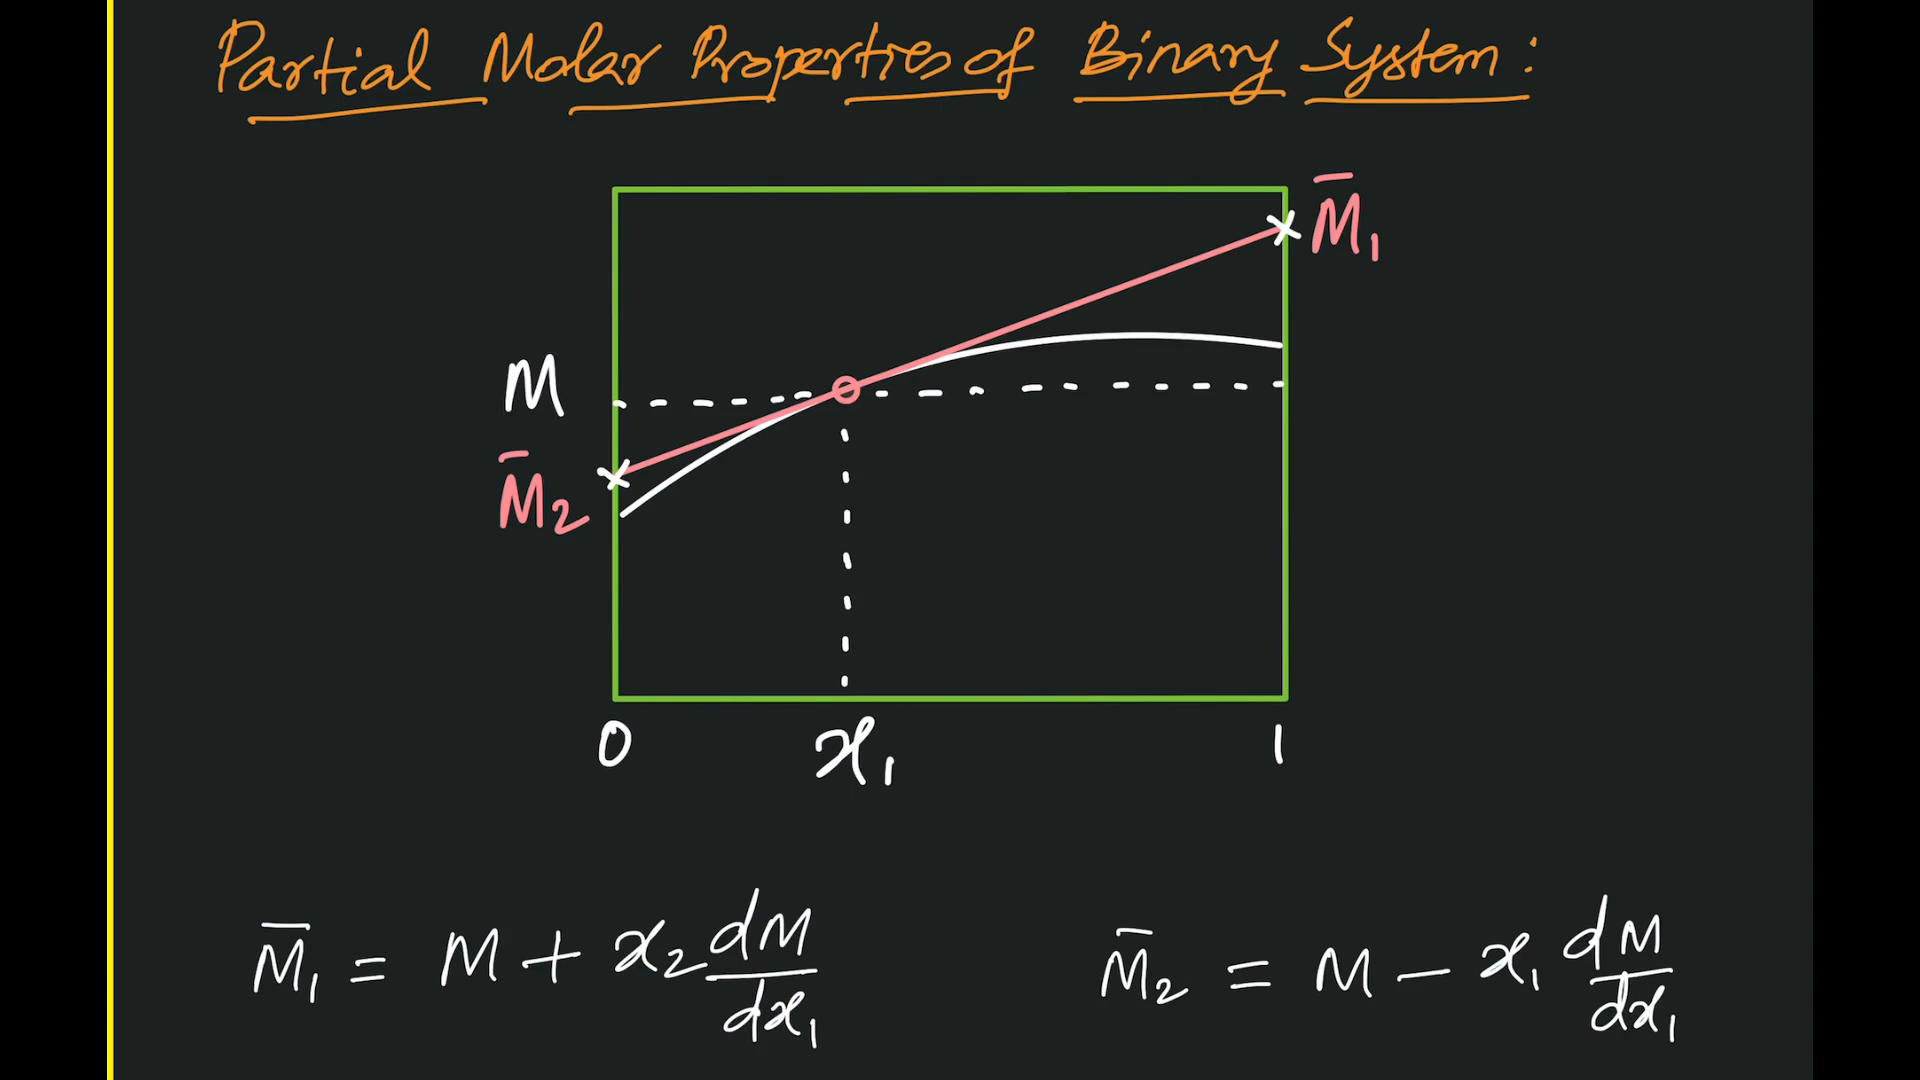 Partial Molar Properties of Binary System:
M̄₁
M
M̄₂
0 x₁ 1
M̄₁ = M + x₂ dM/dx₁
M̄₂ = M − x₁ dM/dx₁